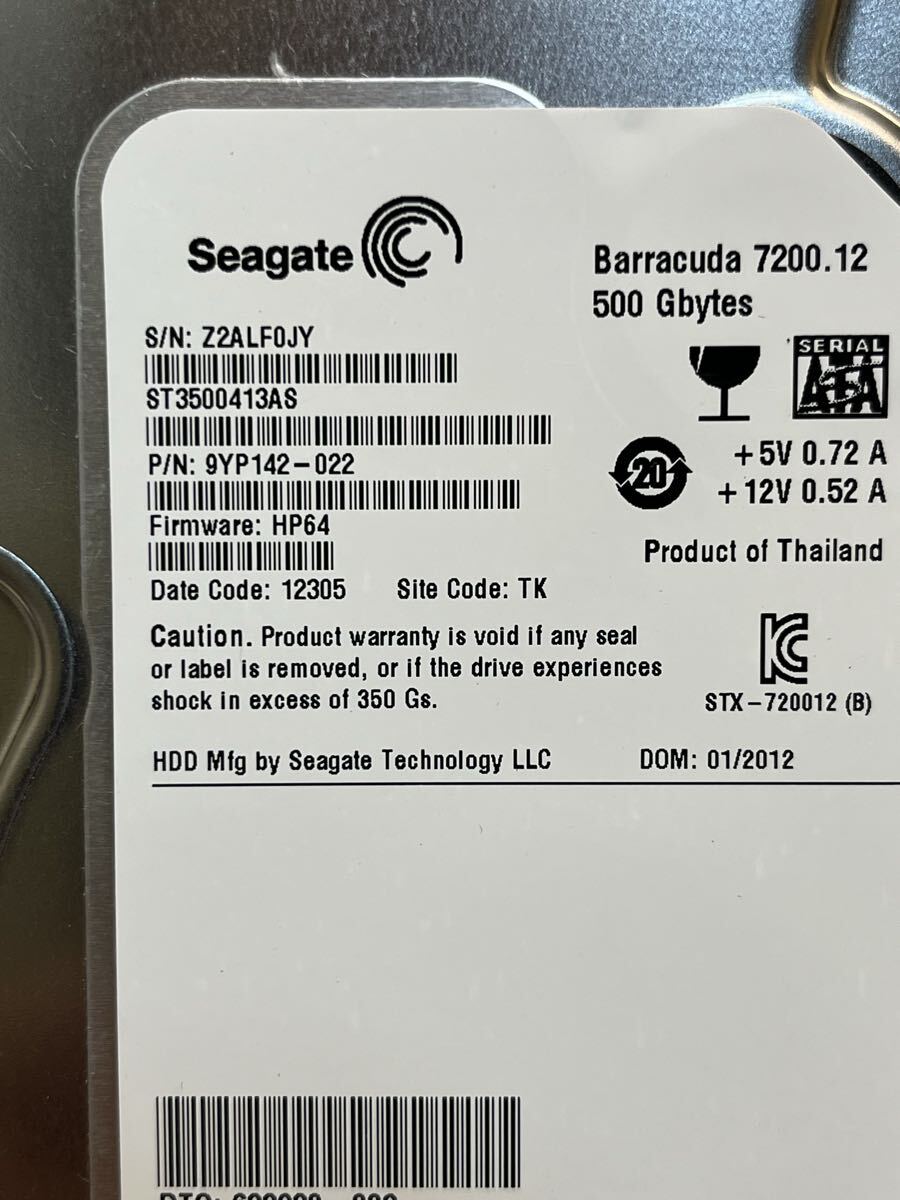 Seagate
Barracuda 7200.12
500 Gbytes
S/N: Z2ALF0JY
ST3500413AS
P/N: 9YP142-022
Firmware: HP64
Date Code: 12305 Site Code: TK
SERIAL
ATA
20
+5V 0.72 A
+12V 0.52 A
Product of Thailand
Caution. Product warranty is void if any seal
or label is removed, or if the drive experiences
shock in excess of 350 Gs.
STX-720012 (B)
HDD Mfg by Seagate Technology LLC DOM: 01/2012